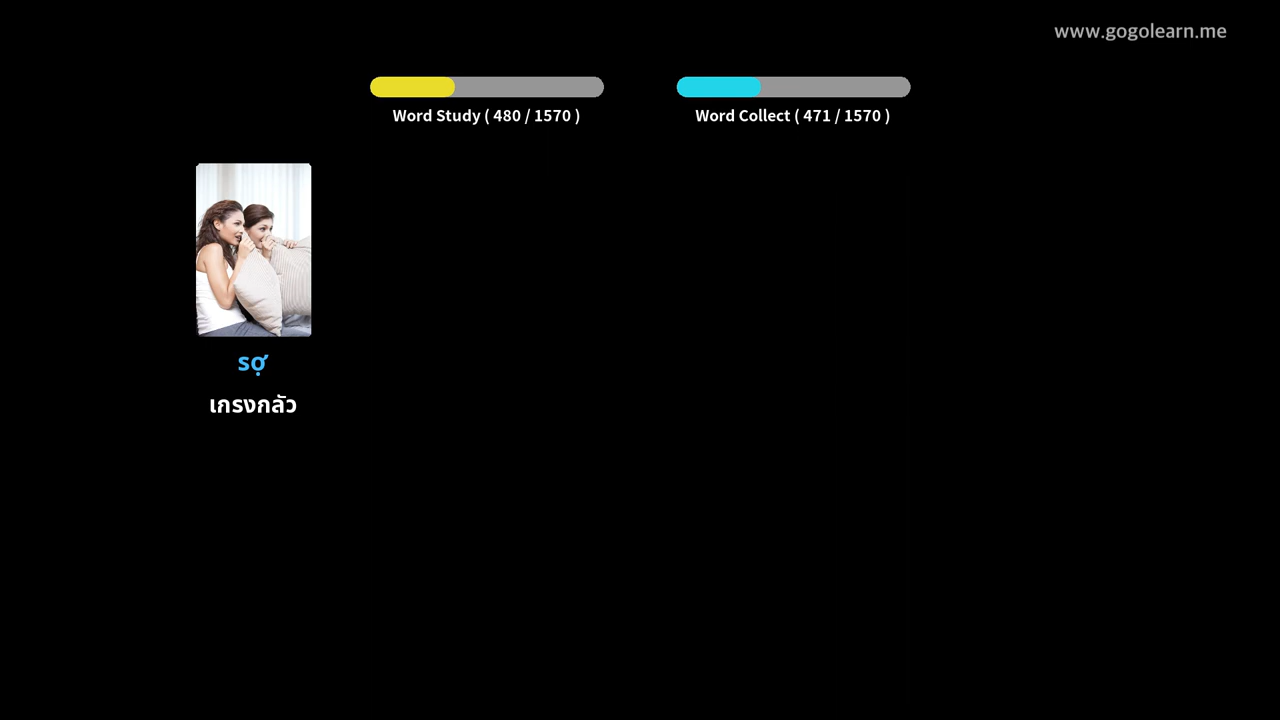 www.gogolearn.me
Word Study ( 480 / 1570 )
Word Collect ( 471 / 1570 )
sợ
เกรงกลัว